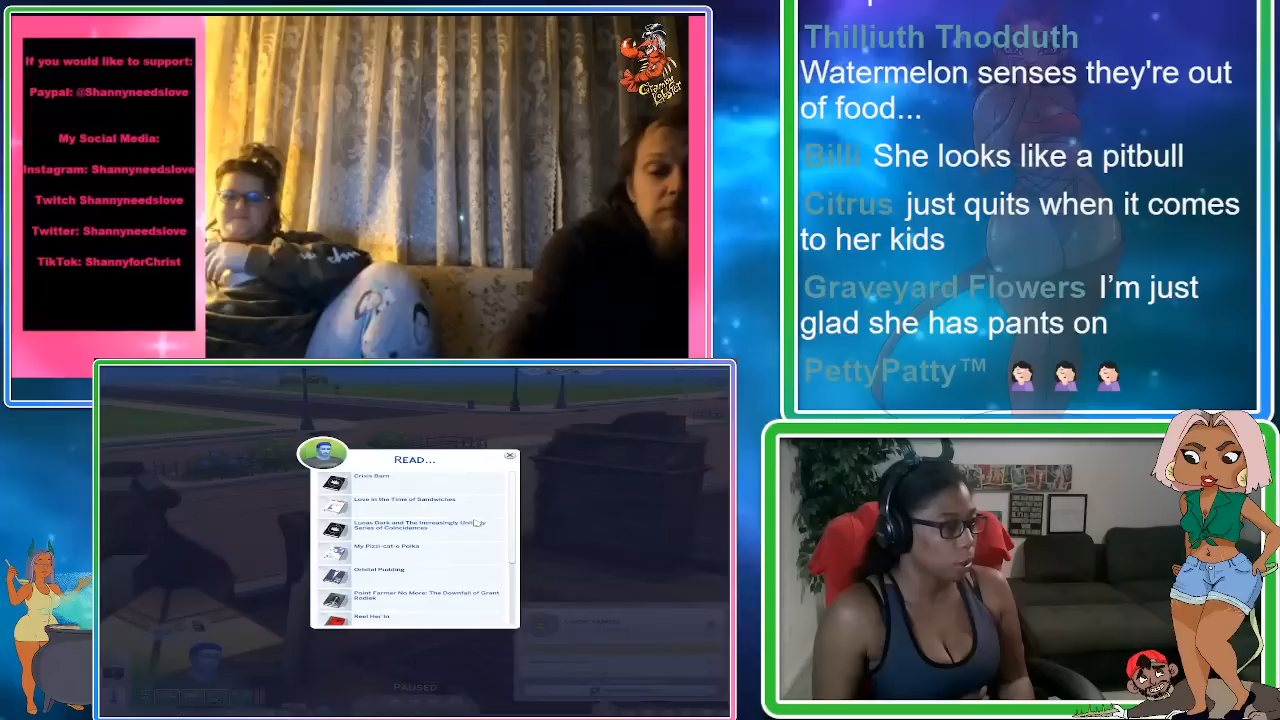 If you would like to support:
Paypal: @Shannyneedslove
My Social Media:
Instagram: Shannyneedslove
Twitch Shannyneedslove
Twitter: Shannyneedslove
TikTok: ShannyforChrist
Grampy
Lobster
Thilliuth Thodduth
Watermelon senses they're out
of food...
Billi She looks like a pitbull
Citrus just quits when it comes
to her kids
Graveyard Flowers I'm just
glad she has pants on
PettyPatty™ 🤦🏻‍♀️ 🤦🏻‍♀️ 🤦🏻‍♀️
Read...
Crisis Barn
Love in the Time of Sandwiches
Lucas Dark and The Increasingly
Series of Coincidences
My Pizzi-cat-o Polka
Orbital Pudding
Point Farmer No More: The Downfall of Grant
Rodiek
Reel Her In
Paused